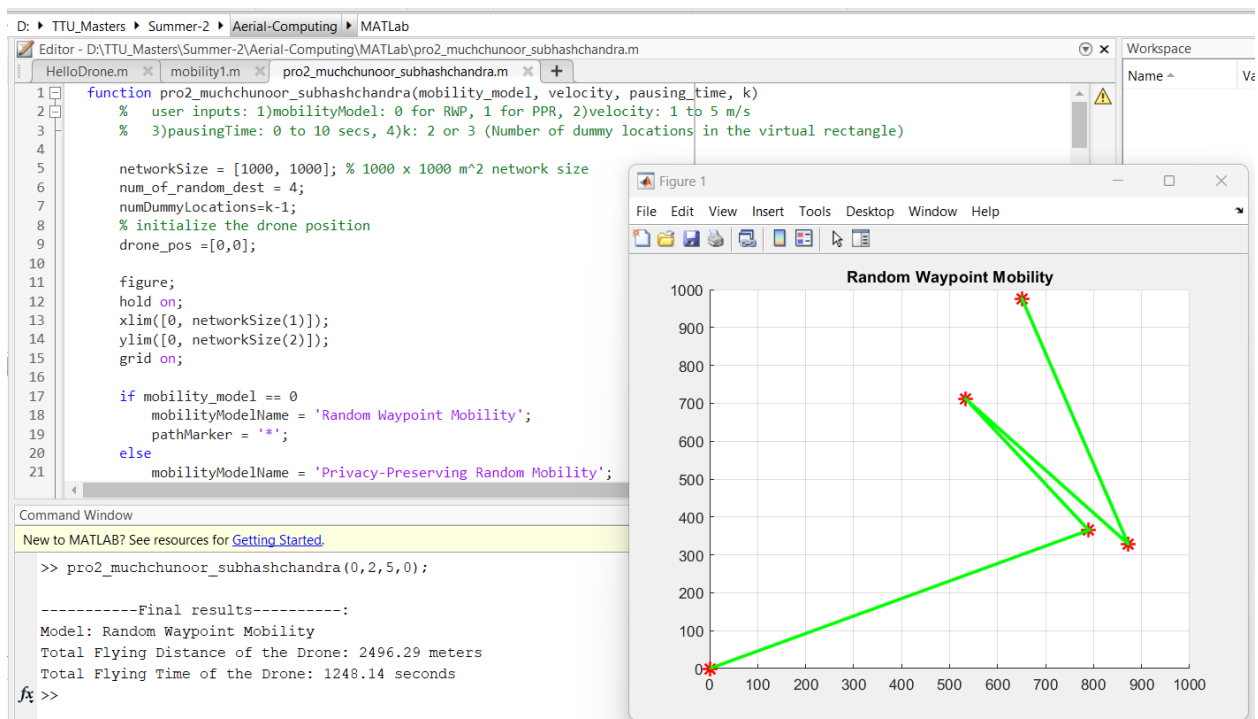 D: ▸ TTU_Masters ▸ Summer-2 ▸ Aerial-Computing ▸ MATLab
Editor - D:\TTU_Masters\Summer-2\Aerial-Computing\MATLab\pro2_muchchunoor_subhashchandra.m
HelloDrone.m × mobility1.m × pro2_muchchunoor_subhashchandra.m × +
1 function pro2_muchchunoor_subhashchandra(mobility_model, velocity, pausing_time, k)
2 % user inputs: 1)mobilityModel: 0 for RWP, 1 for PPR, 2)velocity: 1 to 5 m/s
3 % 3)pausingTime: 0 to 10 secs, 4)k: 2 or 3 (Number of dummy locations in the virtual rectangle)
4
5 networkSize = [1000, 1000]; % 1000 x 1000 m^2 network size
6 num_of_random_dest = 4;
7 numDummyLocations=k-1;
8 % initialize the drone position
9 drone_pos =[0,0];
10
11 figure;
12 hold on;
13 xlim([0, networkSize(1)]);
14 ylim([0, networkSize(2)]);
15 grid on;
16
17 if mobility_model == 0
18 mobilityModelName = 'Random Waypoint Mobility';
19 pathMarker = '*';
20 else
21 mobilityModelName = 'Privacy-Preserving Random Mobility';
Command Window
New to MATLAB? See resources for Getting Started.
>> pro2_muchchunoor_subhashchandra(0,2,5,0);
-----------Final results----------:
Model: Random Waypoint Mobility
Total Flying Distance of the Drone: 2496.29 meters
Total Flying Time of the Drone: 1248.14 seconds
fx >>
Workspace
Name Va
Figure 1
File Edit View Insert Tools Desktop Window Help
Random Waypoint Mobility
1000
900
800
700
600
500
400
300
200
100
0
0 100 200 300 400 500 600 700 800 900 1000